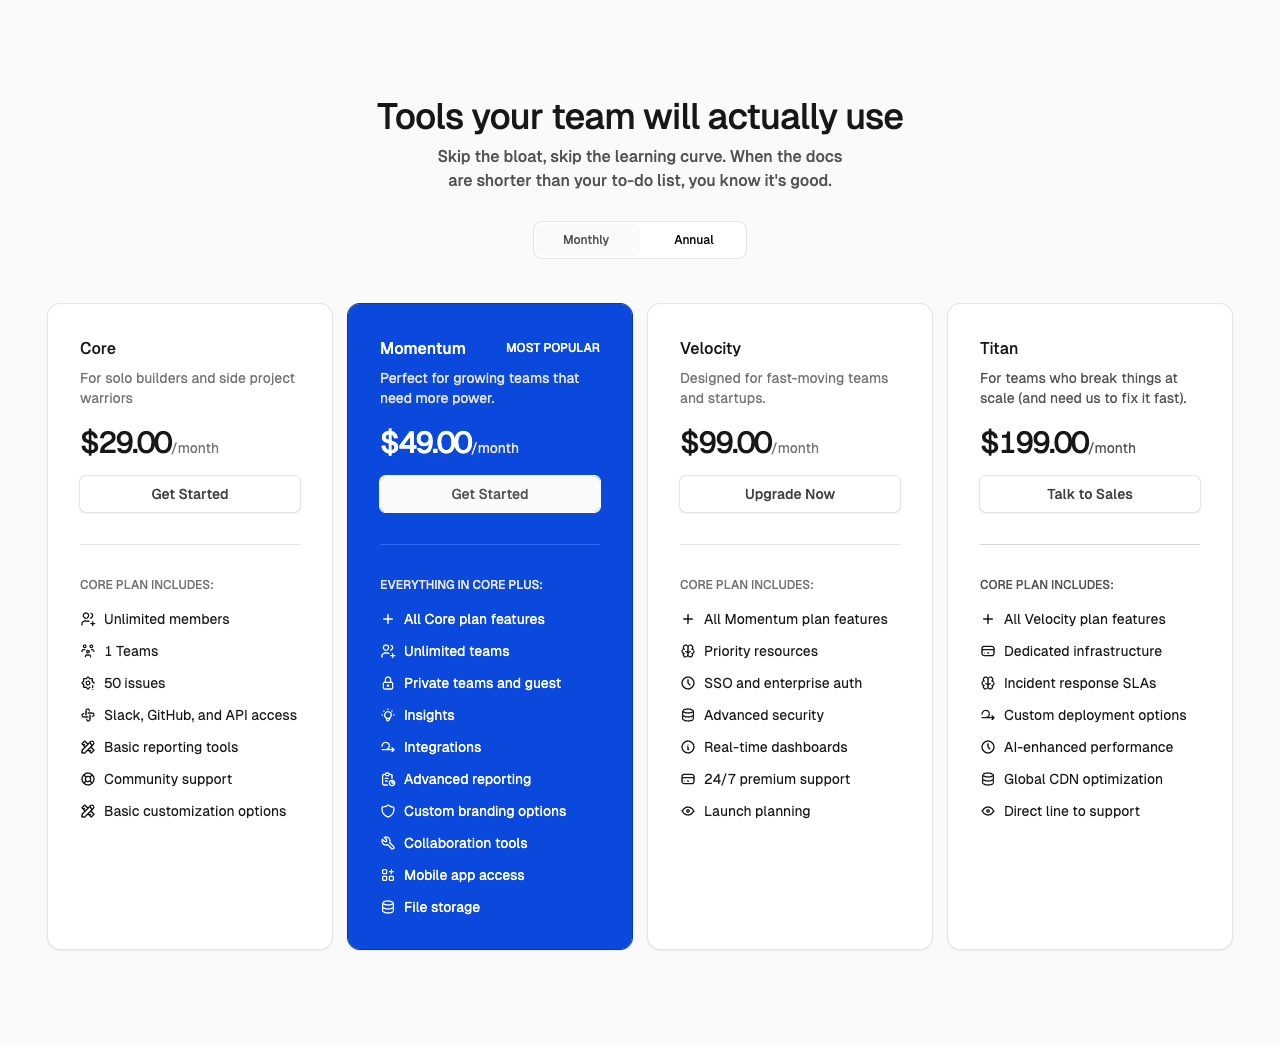 Tools your team will actually use
Skip the bloat, skip the learning curve. When the docs
are shorter than your to-do list, you know it's good.
Monthly
Annual
Core
For solo builders and side project
warriors
$29.00/month
Get Started
CORE PLAN INCLUDES:
Unlimited members
1 Teams
50 issues
Slack, GitHub, and API access
Basic reporting tools
Community support
Basic customization options
Momentum
MOST POPULAR
Perfect for growing teams that
need more power.
$49.00/month
Get Started
EVERYTHING IN CORE PLUS:
All Core plan features
Unlimited teams
Private teams and guest
Insights
Integrations
Advanced reporting
Custom branding options
Collaboration tools
Mobile app access
File storage
Velocity
Designed for fast-moving teams
and startups.
$99.00/month
Upgrade Now
CORE PLAN INCLUDES:
All Momentum plan features
Priority resources
SSO and enterprise auth
Advanced security
Real-time dashboards
24/7 premium support
Launch planning
Titan
For teams who break things at
scale (and need us to fix it fast).
$199.00/month
Talk to Sales
CORE PLAN INCLUDES:
All Velocity plan features
Dedicated infrastructure
Incident response SLAs
Custom deployment options
AI-enhanced performance
Global CDN optimization
Direct line to support